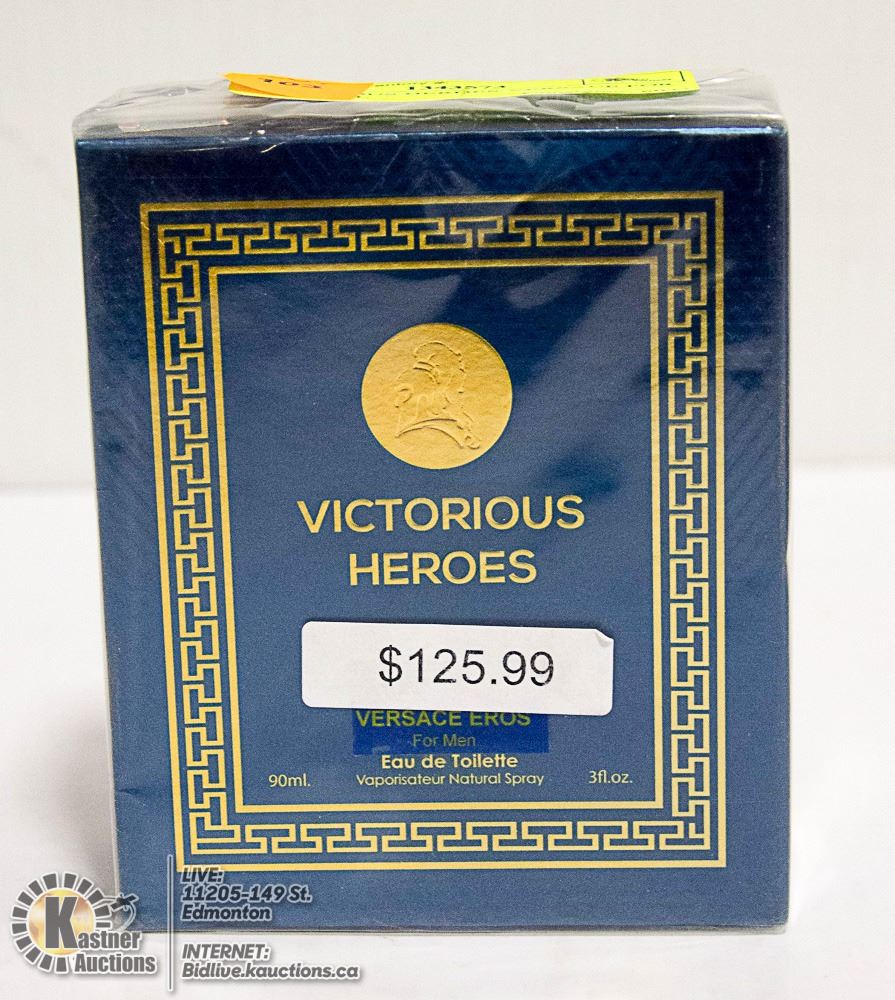 VICTORIOUS
HEROES
$125.99
VERSACE EROS
For Men
Eau de Toilette
90ml.
Vaporisateur Natural Spray
3fl.oz.
Kastner
Auctions
LIVE:
11205-149 St.
Edmonton
INTERNET:
Bidlive.kauctions.ca